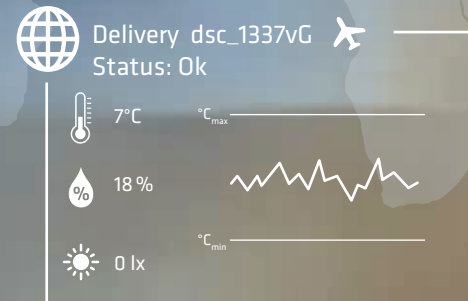 Delivery dsc_1337vG
Status: Ok
7°C
°Cmax
%
18 %
°Cmin
0 lx